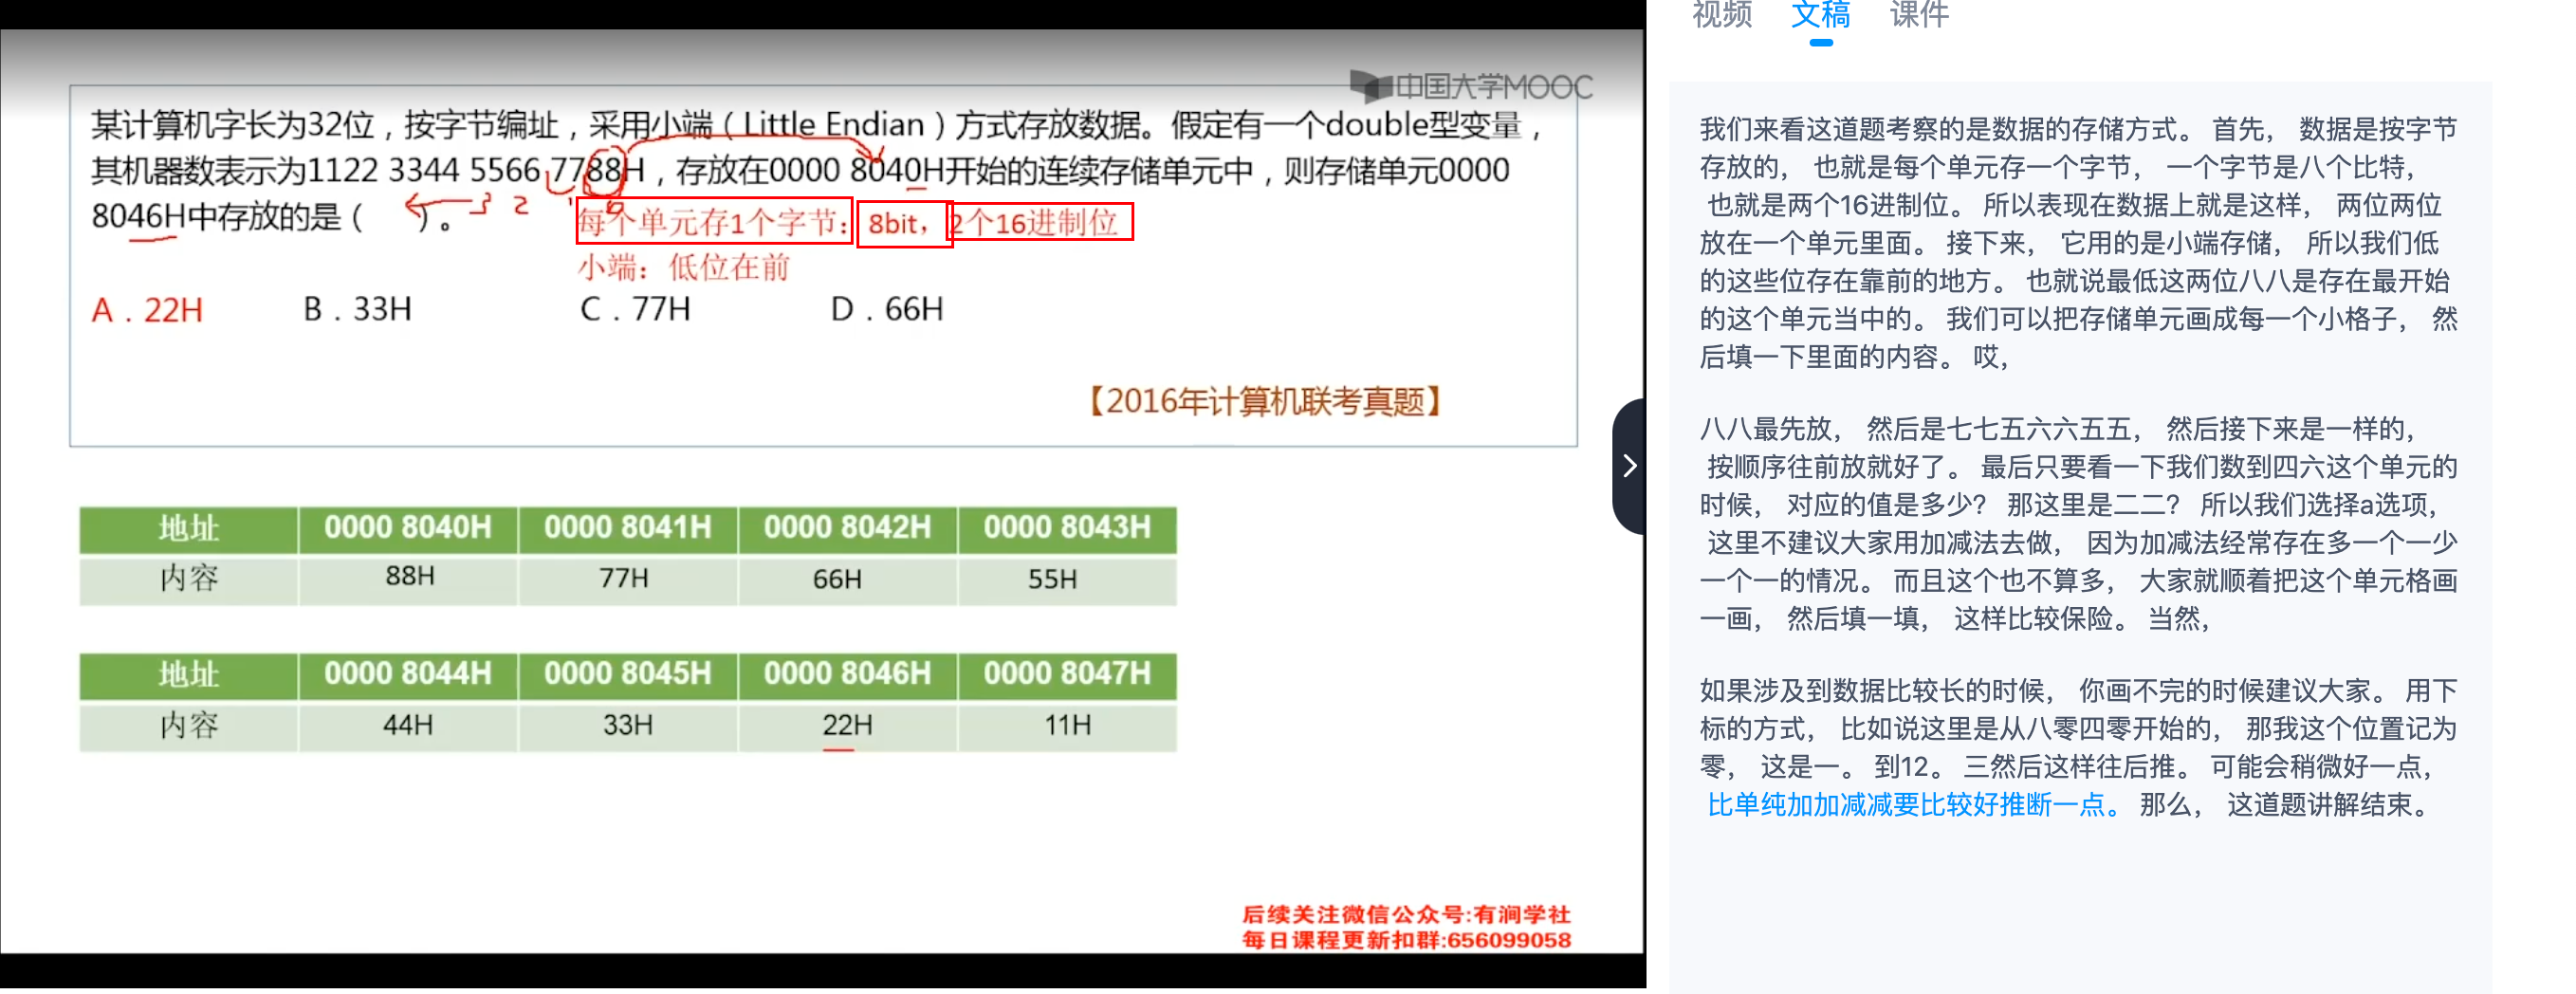 中国大学MOOC
某计算机字长为32位，按字节编址，采用小端（Little Endian）方式存放数据。假定有一个double型变量，
其机器数表示为1122 3344 5566 7788H，存放在0000 8040H开始的连续存储单元中，则存储单元0000
8046H中存放的是（　）。
3 2 1 0
每个单元存1个字节：8bit，2个16进制位
小端：低位在前
A．22H B．33H C．77H D．66H
【2016年计算机联考真题】
地址 0000 8040H 0000 8041H 0000 8042H 0000 8043H
内容 88H 77H 66H 55H
地址 0000 8044H 0000 8045H 0000 8046H 0000 8047H
内容 44H 33H 22H 11H
后续关注微信公众号:有涧学社
每日课程更新扣群:656099058
视频 文稿 课件
我们来看这道题考察的是数据的存储方式。 首先， 数据是按字节
存放的， 也就是每个单元存一个字节， 一个字节是八个比特，
也就是两个16进制位。 所以表现在数据上就是这样， 两位两位
放在一个单元里面。 接下来， 它用的是小端存储， 所以我们低
的这些位存在靠前的地方。 也就说最低这两位八八是存在最开始
的这个单元当中的。 我们可以把存储单元画成每一个小格子， 然
后填一下里面的内容。 哎，
八八最先放， 然后是七七五六六五五， 然后接下来是一样的，
按顺序往前放就好了。 最后只要看一下我们数到四六这个单元的
时候， 对应的值是多少? 那这里是二二? 所以我们选择a选项，
这里不建议大家用加减法去做， 因为加减法经常存在多一个一少
一个一的情况。 而且这个也不算多， 大家就顺着把这个单元格画
一画， 然后填一填， 这样比较保险。 当然，
如果涉及到数据比较长的时候， 你画不完的时候建议大家。 用下
标的方式， 比如说这里是从八零四零开始的， 那我这个位置记为
零， 这是一。 到12。 三然后这样往后推。 可能会稍微好一点，
比单纯加加减减要比较好推断一点。 那么， 这道题讲解结束。